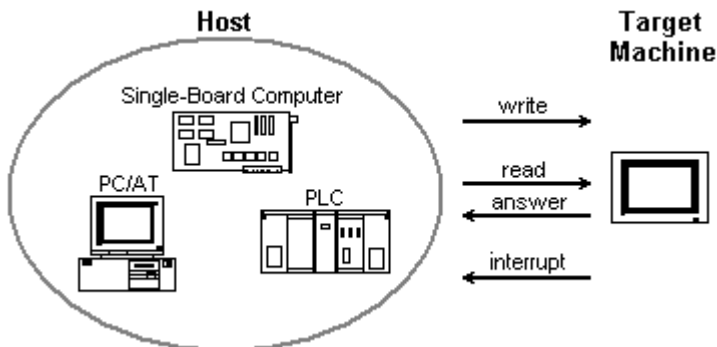 Host
Target
Machine
Single-Board Computer
write
PC/AT
PLC
read
answer
interrupt